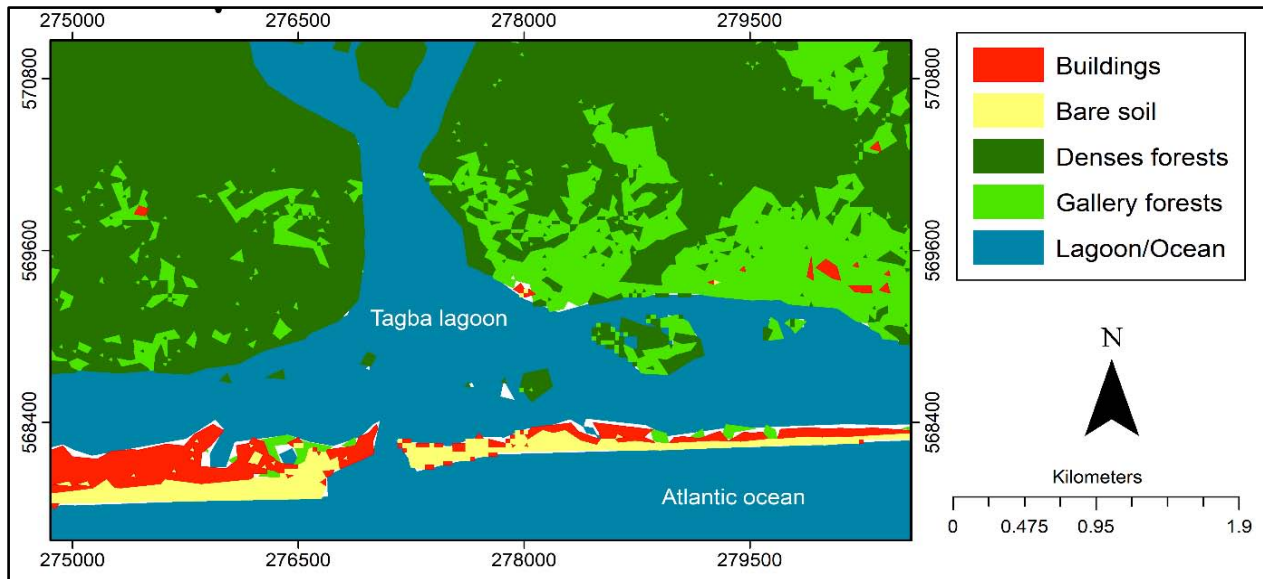 275000 276500 278000 279500
570800 570800
569600 569600
568400 568400
Tagba lagoon
Atlantic ocean
275000 276500 278000 279500
Buildings
Bare soil
Denses forests
Gallery forests
Lagoon/Ocean
N
Kilometers
0 0.475 0.95 1.9